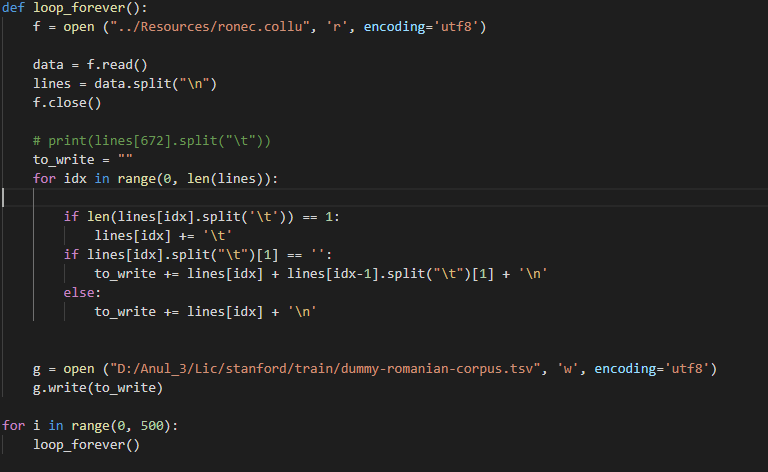 def loop_forever():
    f = open ("../Resources/ronec.collu", 'r', encoding='utf8')
    data = f.read()
    lines = data.split("\n")
    f.close()
    # print(lines[672].split("\t"))
    to_write = ""
    for idx in range(0, len(lines)):
        if len(lines[idx].split('\t')) == 1:
            lines[idx] += '\t'
        if lines[idx].split("\t")[1] == '':
            to_write += lines[idx] + lines[idx-1].split("\t")[1] + '\n'
        else:
            to_write += lines[idx] + '\n'
    g = open ("D:/Anul_3/Lic/stanford/train/dummy-romanian-corpus.tsv", 'w', encoding='utf8')
    g.write(to_write)
for i in range(0, 500):
    loop_forever()